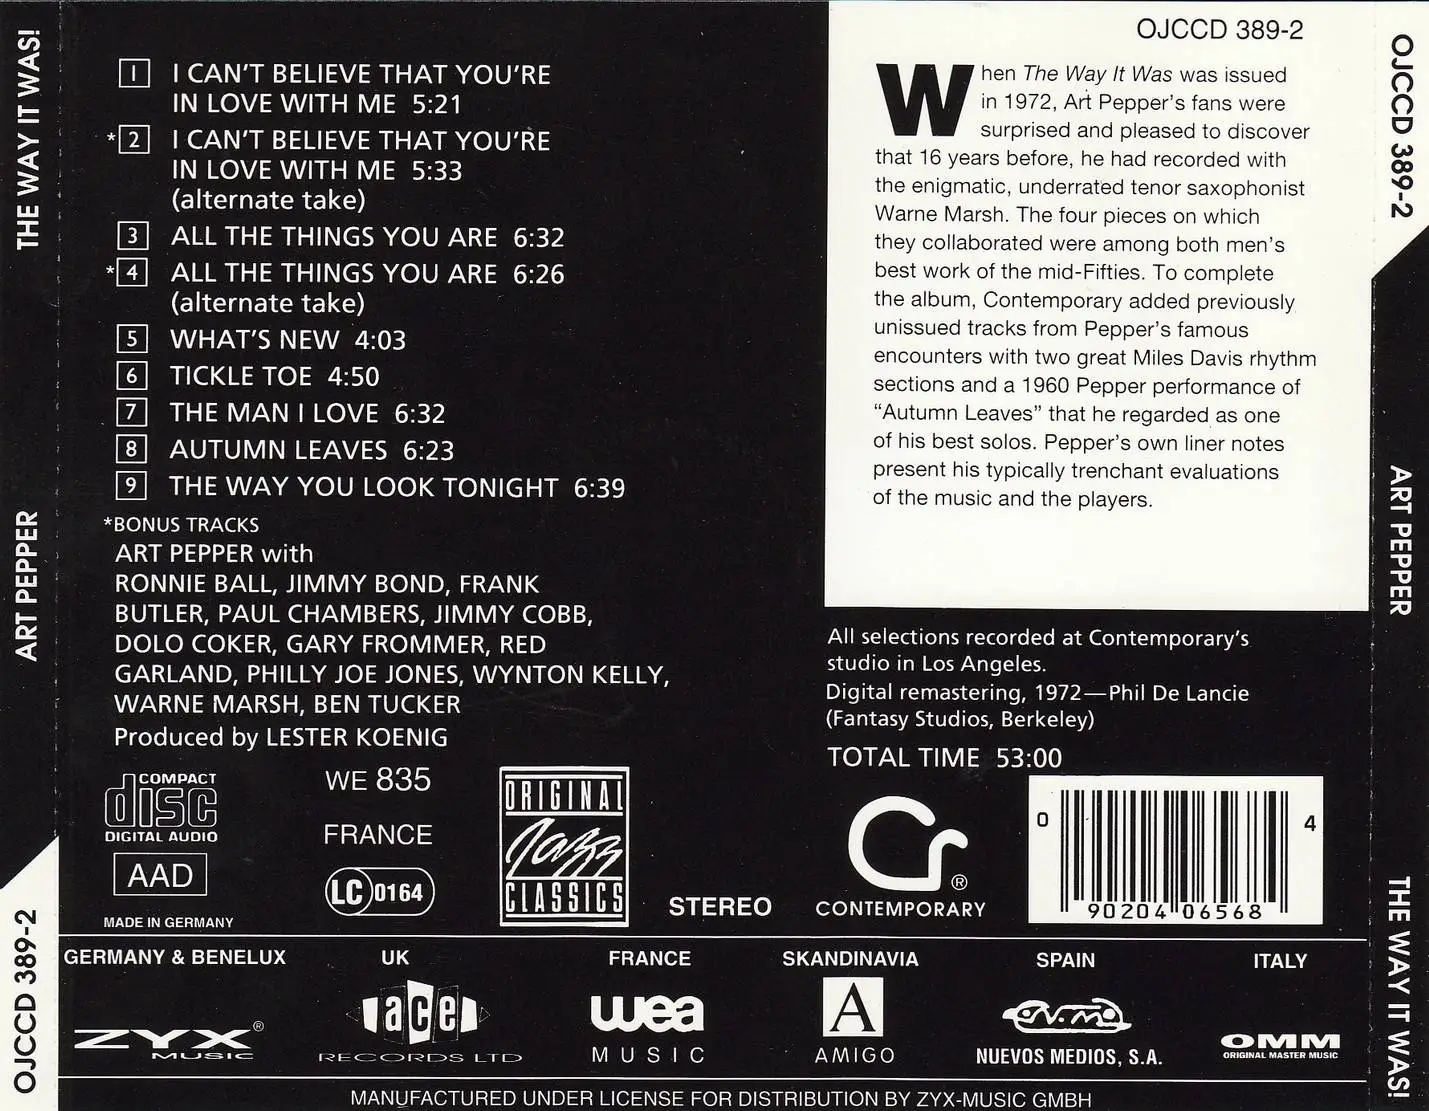 THE WAY IT WAS!
ART PEPPER
OJCCD 389-2
1 I CAN'T BELIEVE THAT YOU'RE
IN LOVE WITH ME 5:21
*2 I CAN'T BELIEVE THAT YOU'RE
IN LOVE WITH ME 5:33
(alternate take)
3 ALL THE THINGS YOU ARE 6:32
*4 ALL THE THINGS YOU ARE 6:26
(alternate take)
5 WHAT'S NEW 4:03
6 TICKLE TOE 4:50
7 THE MAN I LOVE 6:32
8 AUTUMN LEAVES 6:23
9 THE WAY YOU LOOK TONIGHT 6:39
*BONUS TRACKS
ART PEPPER with
RONNIE BALL, JIMMY BOND, FRANK
BUTLER, PAUL CHAMBERS, JIMMY COBB,
DOLO COKER, GARY FROMMER, RED
GARLAND, PHILLY JOE JONES, WYNTON KELLY,
WARNE MARSH, BEN TUCKER
Produced by LESTER KOENIG
OJCCD 389-2
When The Way It Was was issued
in 1972, Art Pepper's fans were
surprised and pleased to discover
that 16 years before, he had recorded with
the enigmatic, underrated tenor saxophonist
Warne Marsh. The four pieces on which
they collaborated were among both men's
best work of the mid-Fifties. To complete
the album, Contemporary added previously
unissued tracks from Pepper's famous
encounters with two great Miles Davis rhythm
sections and a 1960 Pepper performance of
“Autumn Leaves” that he regarded as one
of his best solos. Pepper's own liner notes
present his typically trenchant evaluations
of the music and the players.
All selections recorded at Contemporary's
studio in Los Angeles.
Digital remastering, 1972—Phil De Lancie
(Fantasy Studios, Berkeley)
TOTAL TIME 53:00
COMPACT
disc
DIGITAL AUDIO
AAD
MADE IN GERMANY
WE 835
FRANCE
LC 0164
ORIGINAL
Jazz
CLASSICS
STEREO
Cr®
CONTEMPORARY
0 90204 06568 4
GERMANY & BENELUX
ZYX®
MUSIC
UK
ace
RECORDS LTD
FRANCE
wea
MUSIC
SKANDINAVIA
A
AMIGO
SPAIN
NUEVOS MEDIOS, S.A.
ITALY
OMM
ORIGINAL MASTER MUSIC
MANUFACTURED UNDER LICENSE FOR DISTRIBUTION BY ZYX-MUSIC GMBH
OJCCD 389-2
ART PEPPER
THE WAY IT WAS!